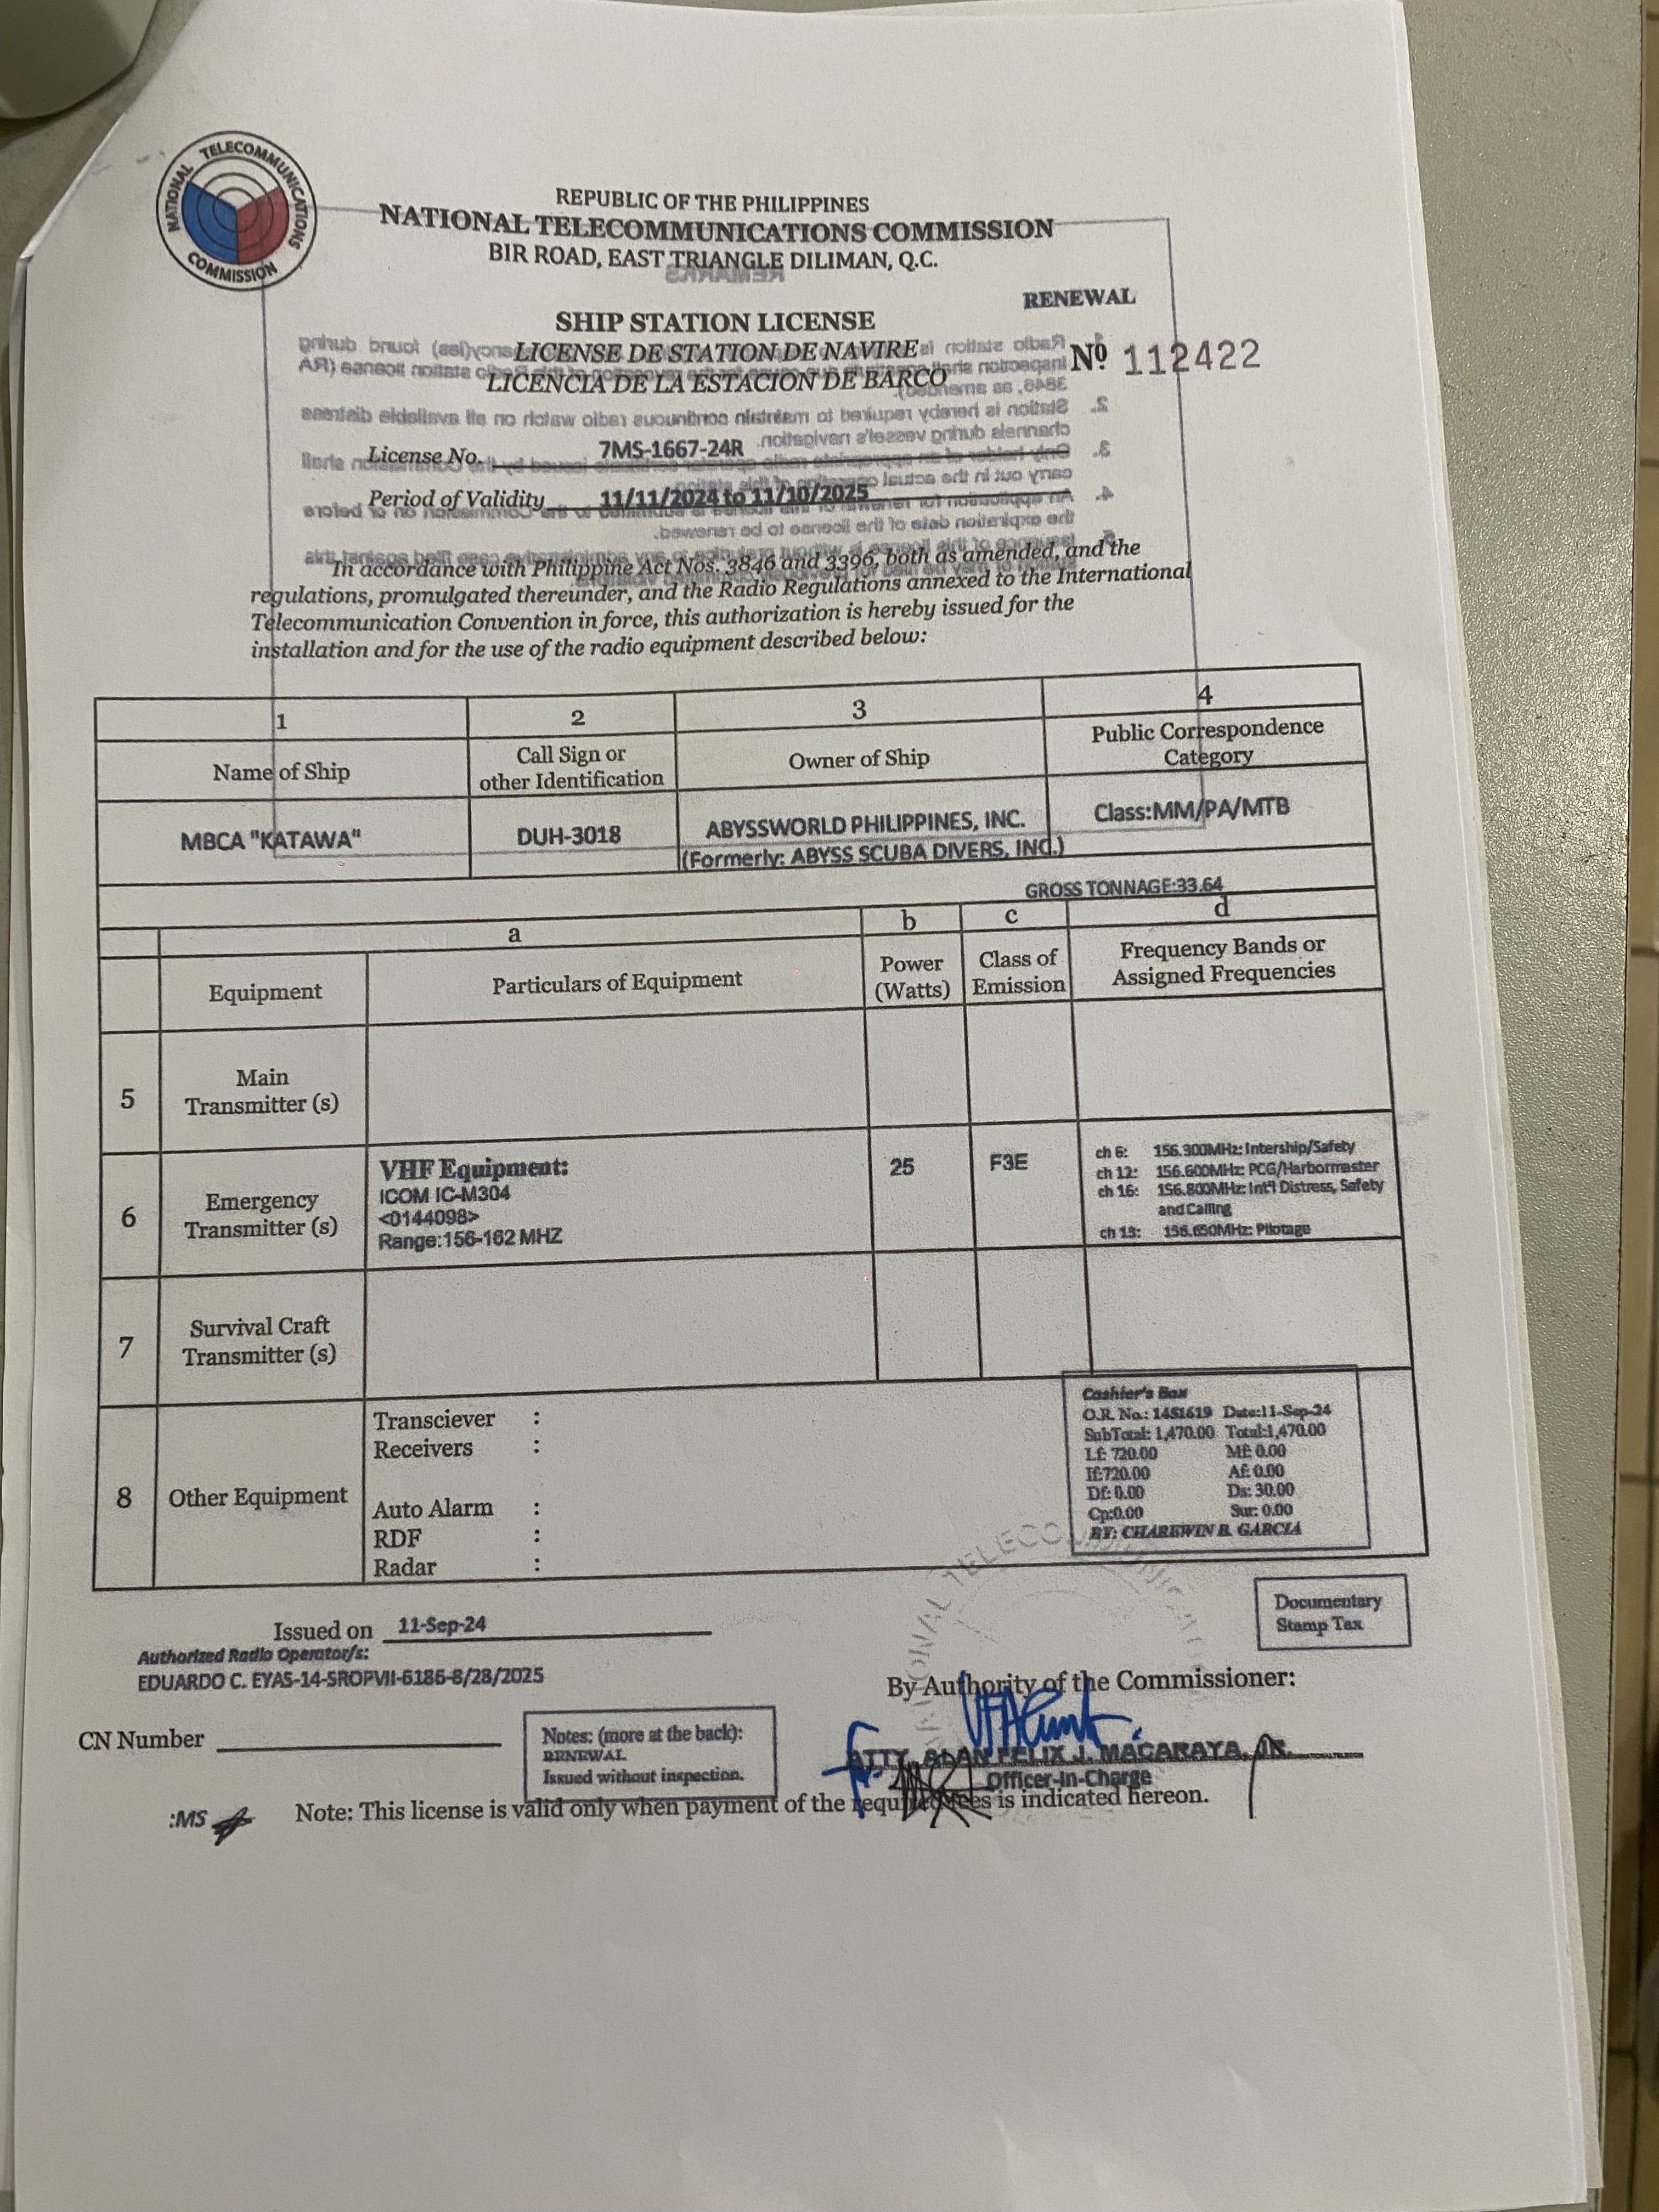 NATIONAL TELECOMMUNICATIONS COMMISSION
REPUBLIC OF THE PHILIPPINES
NATIONAL TELECOMMUNICATIONS COMMISSION
BIR ROAD, EAST TRIANGLE DILIMAN, Q.C.
REMARKS
RENEWAL
SHIP STATION LICENSE
LICENSE DE STATION DE NAVIRE
LICENCIA DE LA ESTACION DE BARCO
Nº 112422
License No. 7MS-1667-24R
Period of Validity 11/11/2024 to 11/10/2025
In accordance with Philippine Act Nos. 3846 and 3396, both as amended, and the
regulations, promulgated thereunder, and the Radio Regulations annexed to the International
Telecommunication Convention in force, this authorization is hereby issued for the
installation and for the use of the radio equipment described below:
1 2 3 4
Name of Ship
Call Sign or
other Identification
Owner of Ship
Public Correspondence
Category
MBCA "KATAWA"
DUH-3018
ABYSSWORLD PHILIPPINES, INC.
(Formerly: ABYSS SCUBA DIVERS, INC.)
Class:MM/PA/MTB
GROSS TONNAGE:33.64
a b c d
Equipment
Particulars of Equipment
Power
(Watts)
Class of
Emission
Frequency Bands or
Assigned Frequencies
5
Main
Transmitter (s)
6
Emergency
Transmitter (s)
VHF Equipment:
ICOM IC-M304
<0144098>
Range:156-162 MHZ
25
F3E
ch 6: 156.300MHz: Intership/Safety
ch 12: 156.600MHz: PCG/Harbormaster
ch 16: 156.800MHz: Int'l Distress, Safety
and Calling
ch 13: 156.650MHz: Pilotage
7
Survival Craft
Transmitter (s)
8
Other Equipment
Transciever :
Receivers :
Auto Alarm :
RDF :
Radar :
Cashier's Box
O.R. No.: 1451619 Date:11-Sep-24
SubTotal: 1,470.00 Total:1,470.00
Lf: 720.00 Mf: 0.00
If:720.00 Af: 0.00
Df: 0.00 Ds: 30.00
Cp:0.00 Sur: 0.00
BY: CHAREWIN B. GARCIA
Documentary
Stamp Tax
Issued on 11-Sep-24
Authorized Radio Operator/s:
EDUARDO C. EYAS-14-SROPVII-6186-8/28/2025
By Authority of the Commissioner:
CN Number
Notes: (more at the back):
RENEWAL
Issued without inspection.
ATTY. ALAN FELIX J. MACARAYA, JR.
Officer-In-Charge
:MS
Note: This license is valid only when payment of the required fees is indicated hereon.